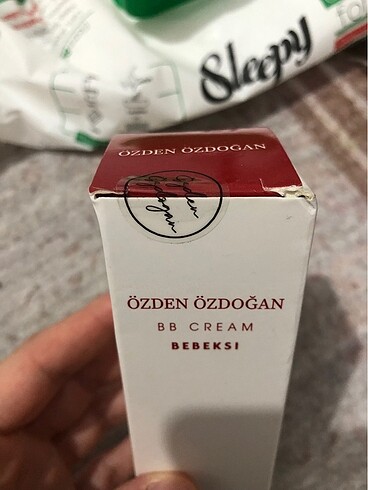 Sleepy
ÖZDEN ÖZDOĞAN
Özden
Özdoğan
ÖZDEN ÖZDOĞAN
BB CREAM
BEBEKSI